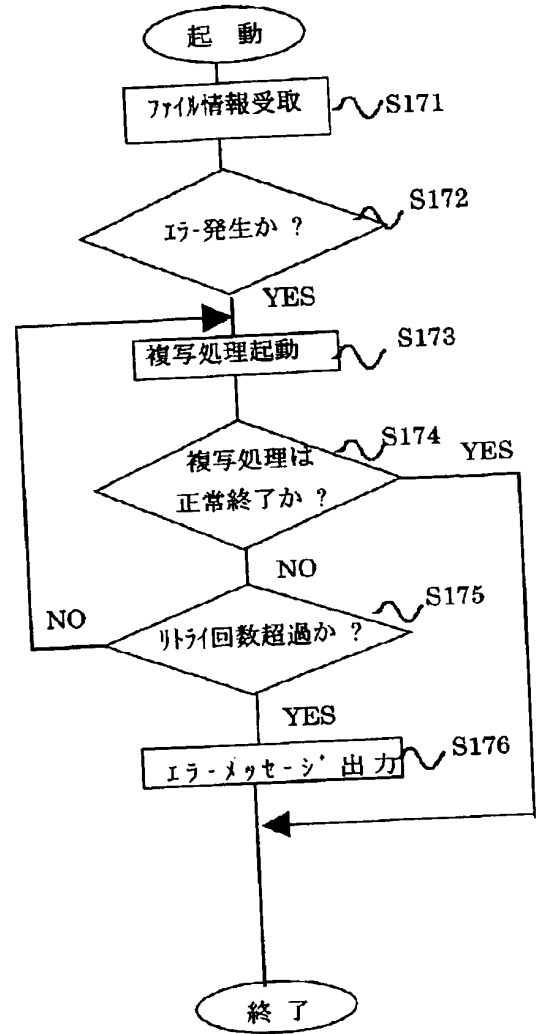 起 動
ﾌｧｲﾙ情報受取
S171
S172
ｴﾗｰ発生か ?
YES
S173
複写処理起動
S174
YES
複写処理は
正常終了か ?
NO
S175
NO
ﾘﾄﾗｲ回数超過か ?
YES
S176
ｴﾗｰﾒｯｾｰｼﾞ出力
終 了